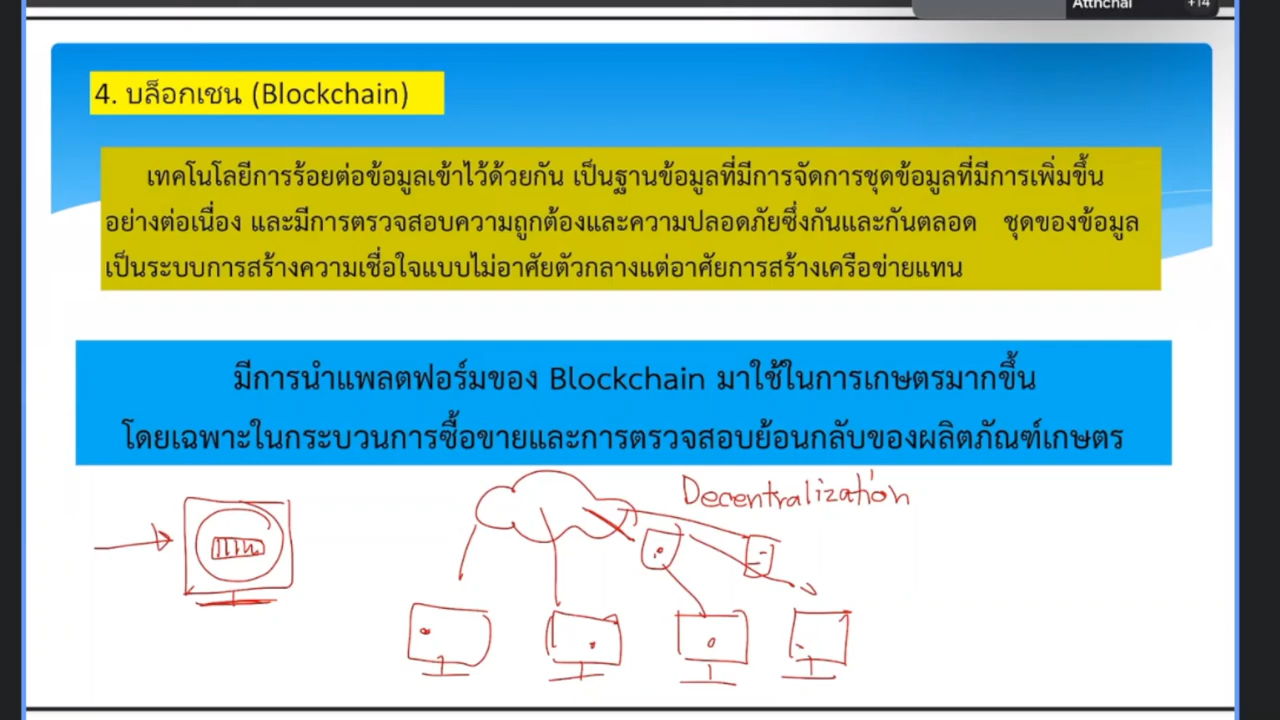 Atthchai
+14
4. บล็อกเชน (Blockchain)
เทคโนโลยีการร้อยต่อข้อมูลเข้าไว้ด้วยกัน เป็นฐานข้อมูลที่มีการจัดการชุดข้อมูลที่มีการเพิ่มขึ้น
อย่างต่อเนื่อง และมีการตรวจสอบความถูกต้องและความปลอดภัยซึ่งกันและกันตลอด ชุดของข้อมูล
เป็นระบบการสร้างความเชื่อใจแบบไม่อาศัยตัวกลางแต่อาศัยการสร้างเครือข่ายแทน
มีการนำแพลตฟอร์มของ Blockchain มาใช้ในการเกษตรมากขึ้น
โดยเฉพาะในกระบวนการซื้อขายและการตรวจสอบย้อนกลับของผลิตภัณฑ์เกษตร
Decentralization